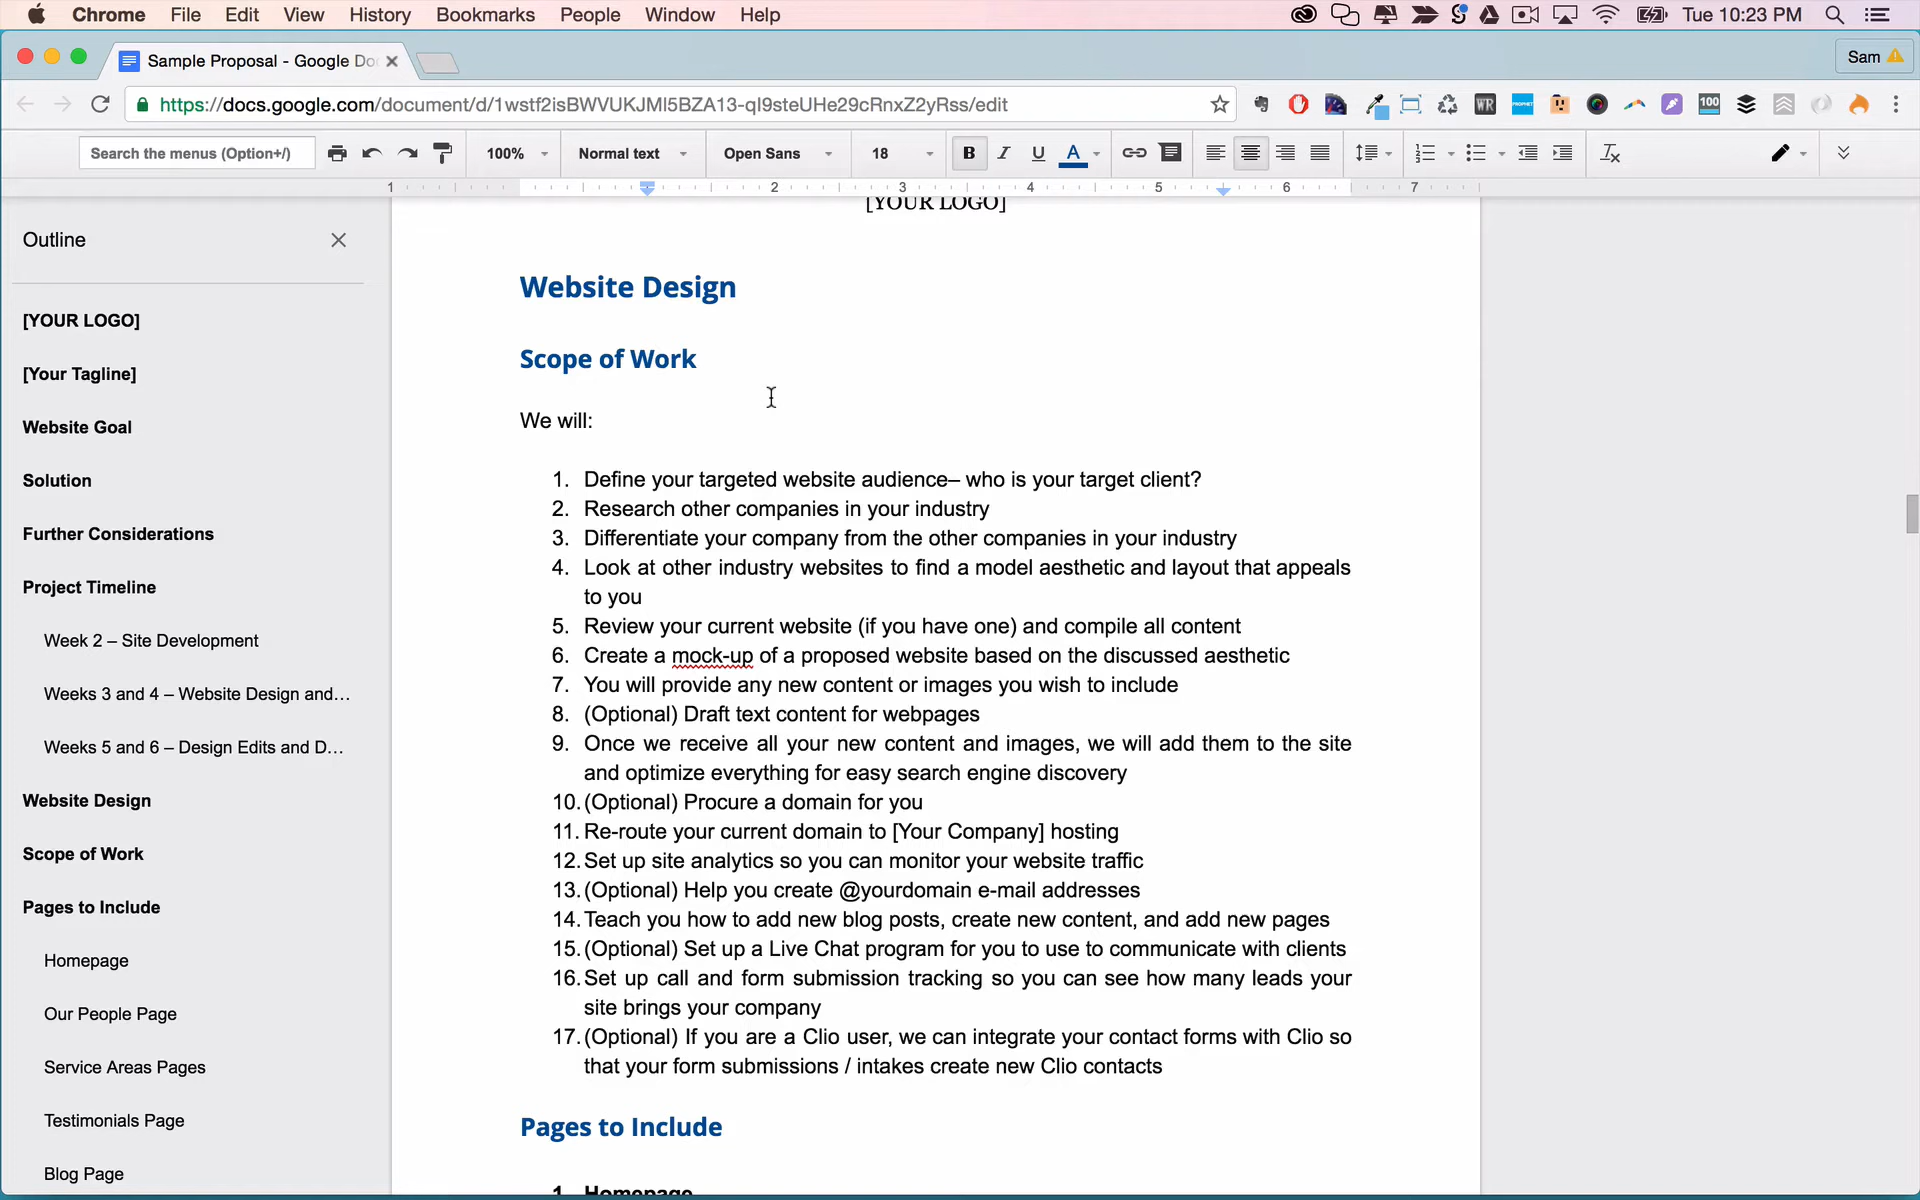 Chrome File Edit View History Bookmarks People Window Help Tue 10:23 PM
Sample Proposal - Google Do Sam
https://docs.google.com/document/d/1wstf2isBWVUKJMl5BZA13-ql9steUHe29cRnxZ2yRss/edit WR PROPHET 100
Search the menus (Option+/) 100% Normal text Open Sans 18 B I U A
1 2 3 4 5 6 7
[YOUR LOGO]
Outline
[YOUR LOGO]
[Your Tagline]
Website Goal
Solution
Further Considerations
Project Timeline
Week 2 – Site Development
Weeks 3 and 4 – Website Design and…
Weeks 5 and 6 – Design Edits and D…
Website Design
Scope of Work
Pages to Include
Homepage
Our People Page
Service Areas Pages
Testimonials Page
Blog Page
Website Design
Scope of Work
We will:
1. Define your targeted website audience– who is your target client?
2. Research other companies in your industry
3. Differentiate your company from the other companies in your industry
4. Look at other industry websites to find a model aesthetic and layout that appeals
to you
5. Review your current website (if you have one) and compile all content
6. Create a mock-up of a proposed website based on the discussed aesthetic
7. You will provide any new content or images you wish to include
8. (Optional) Draft text content for webpages
9. Once we receive all your new content and images, we will add them to the site
and optimize everything for easy search engine discovery
10. (Optional) Procure a domain for you
11. Re-route your current domain to [Your Company] hosting
12. Set up site analytics so you can monitor your website traffic
13. (Optional) Help you create @yourdomain e-mail addresses
14. Teach you how to add new blog posts, create new content, and add new pages
15. (Optional) Set up a Live Chat program for you to use to communicate with clients
16. Set up call and form submission tracking so you can see how many leads your
site brings your company
17. (Optional) If you are a Clio user, we can integrate your contact forms with Clio so
that your form submissions / intakes create new Clio contacts
Pages to Include
1. Homepage